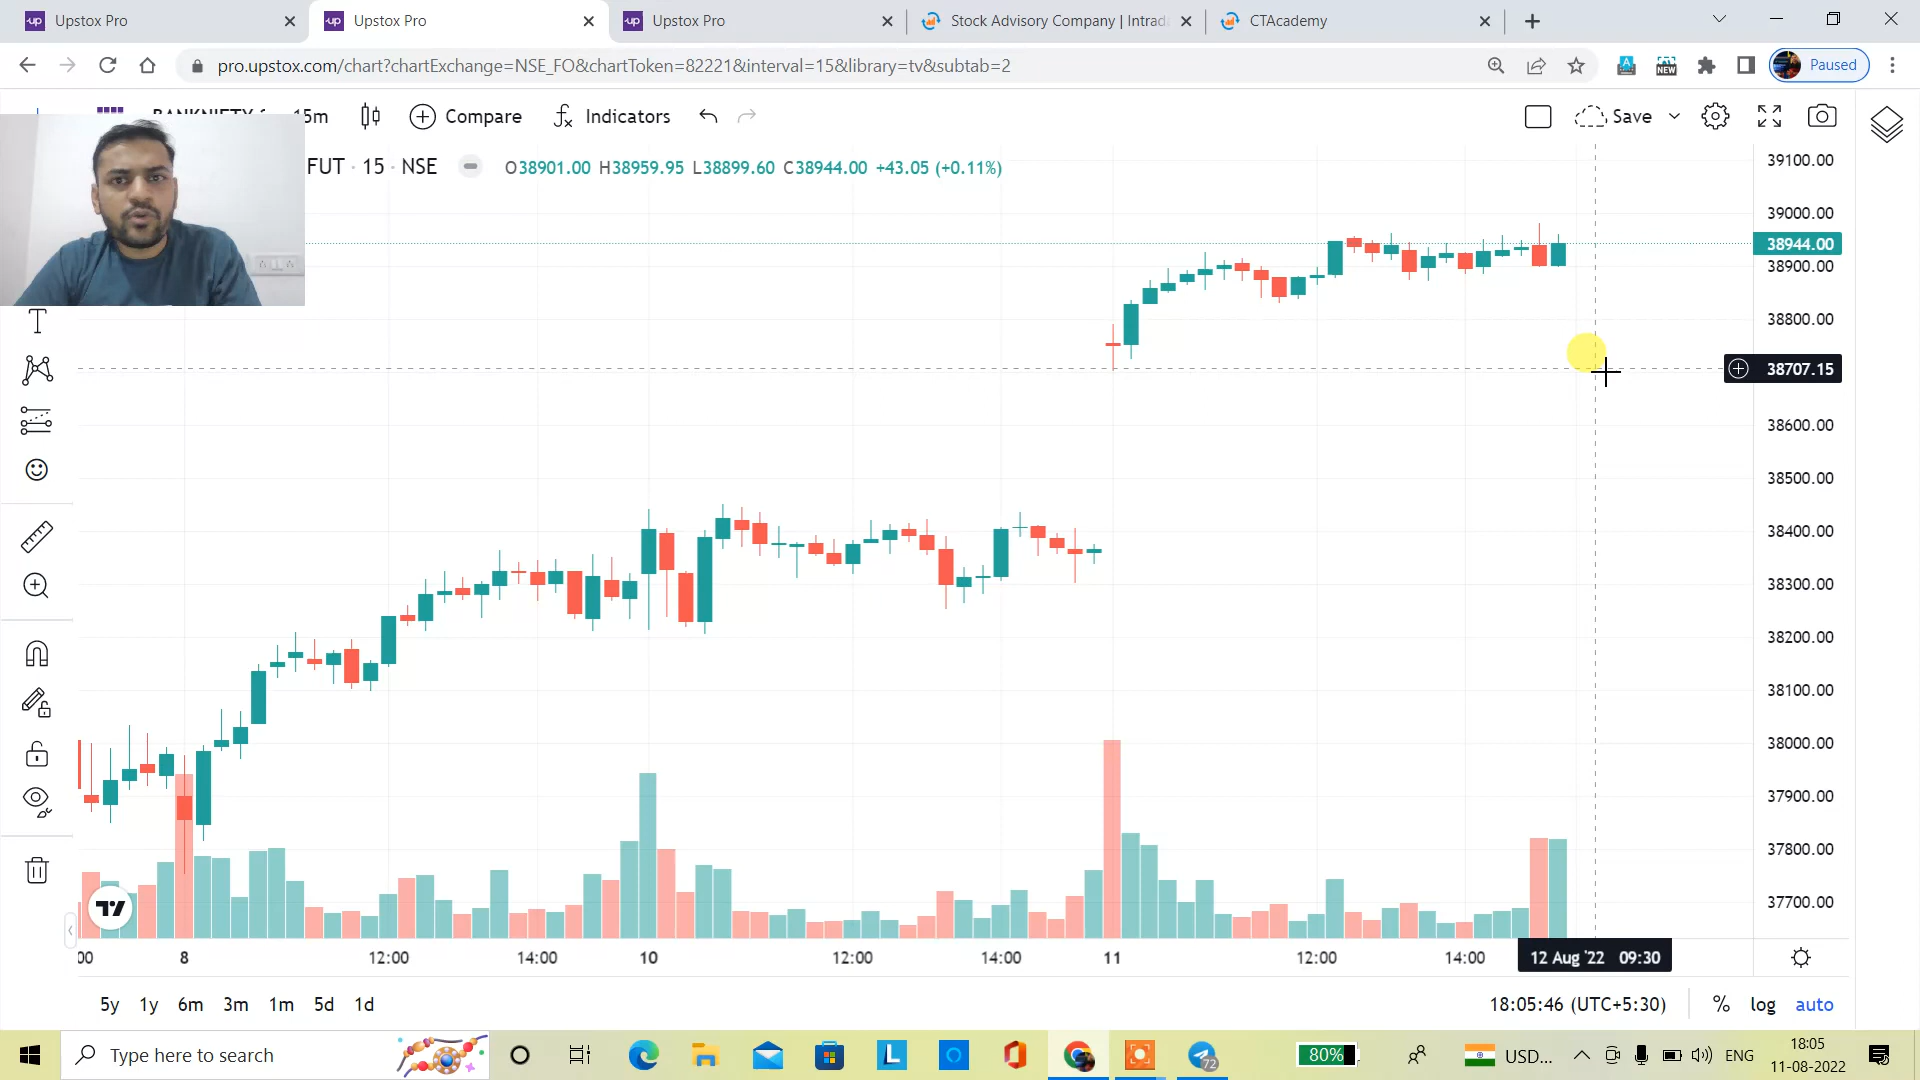 up Upstox Pro
up Upstox Pro
up Upstox Pro
Stock Advisory Company | Intrad
CTAcademy
pro.upstox.com/chart?chartExchange=NSE_FO&chartToken=82221&interval=15&library=tv&subtab=2
NEW
Paused
15m
Compare
Indicators
Save
FUT · 15 · NSE
O38901.00 H38959.95 L38899.60 C38944.00 +43.05 (+0.11%)
39100.00
39000.00
38944.00
38900.00
38800.00
38707.15
38600.00
38500.00
38400.00
38300.00
38200.00
38100.00
38000.00
37900.00
37800.00
37700.00
00 8 12:00 14:00 10 12:00 14:00 11 12:00 14:00 12 Aug '22 09:30
5y 1y 6m 3m 1m 5d 1d
18:05:46 (UTC+5:30)
% log auto
Type here to search
L
72
80%
USD...
ENG
18:05
11-08-2022